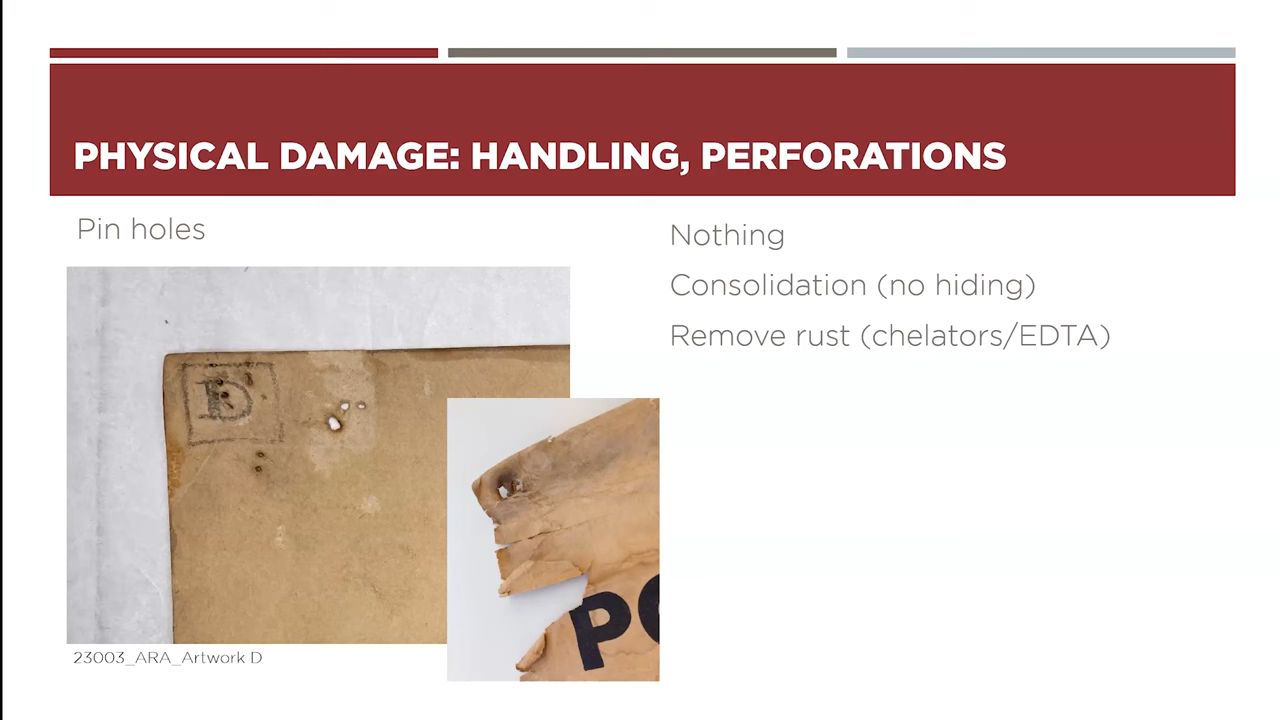 PHYSICAL DAMAGE: HANDLING, PERFORATIONS
Pin holes
D
PO
23003_ARA_Artwork D
Nothing
Consolidation (no hiding)
Remove rust (chelators/EDTA)